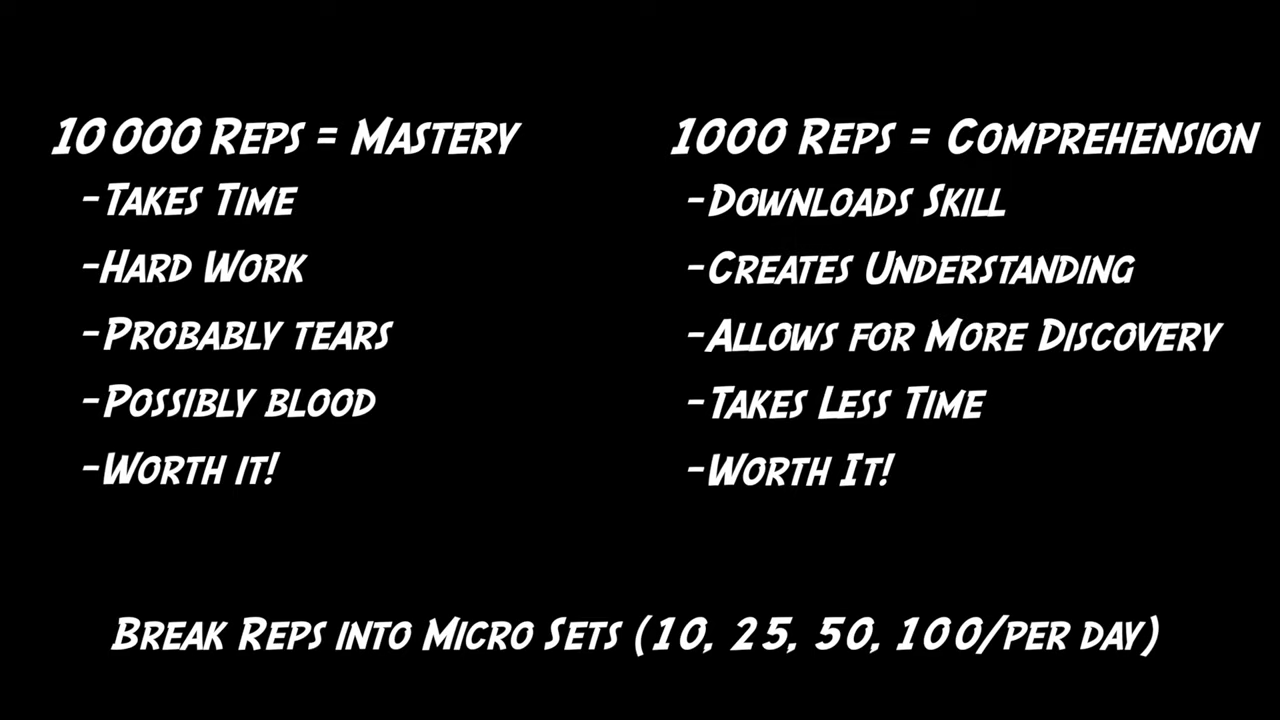 10 000 Reps = Mastery
-Takes Time
-Hard Work
-Probably tears
-Possibly blood
-Worth it!
1000 Reps = Comprehension
-Downloads Skill
-Creates Understanding
-Allows for More Discovery
-Takes Less Time
-Worth It!
Break Reps into Micro Sets (10, 25, 50, 100/per day)